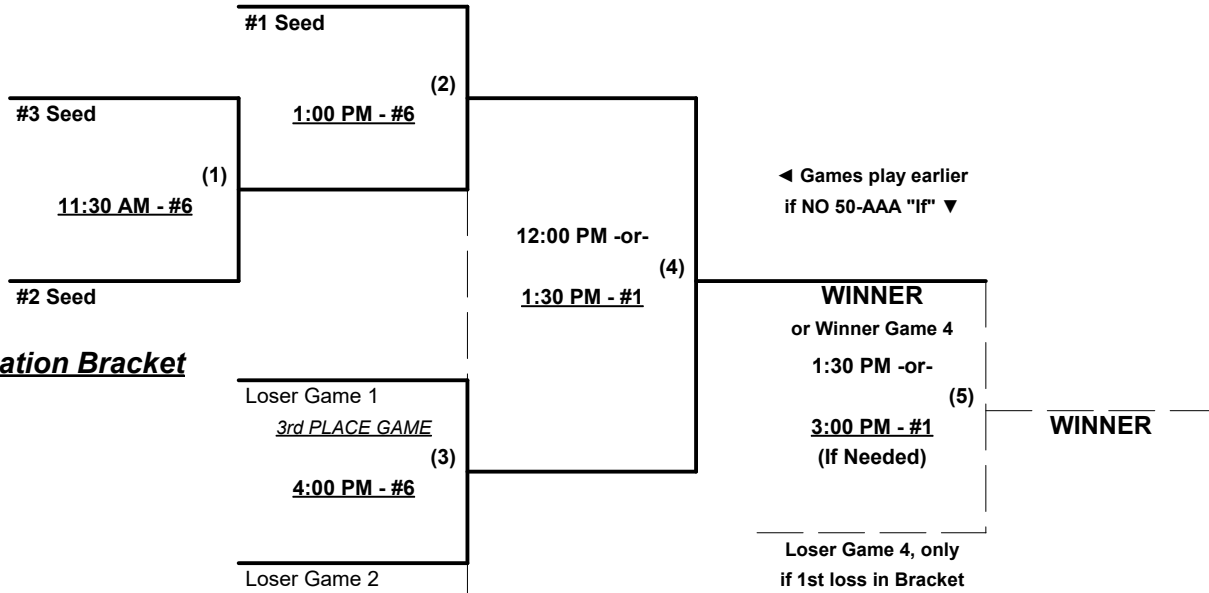 #1 Seed
(2)
1:00 PM - #6
#3 Seed
(1)
11:30 AM - #6
#2 Seed
◄ Games play earlier
if NO 50-AAA "If" ▼
12:00 PM -or-
(4)
1:30 PM - #1
WINNER
or Winner Game 4
1:30 PM -or-
(5)
3:00 PM - #1
(If Needed)
WINNER
ation Bracket
Loser Game 1
3rd PLACE GAME
(3)
4:00 PM - #6
Loser Game 2
Loser Game 4, only
if 1st loss in Bracket